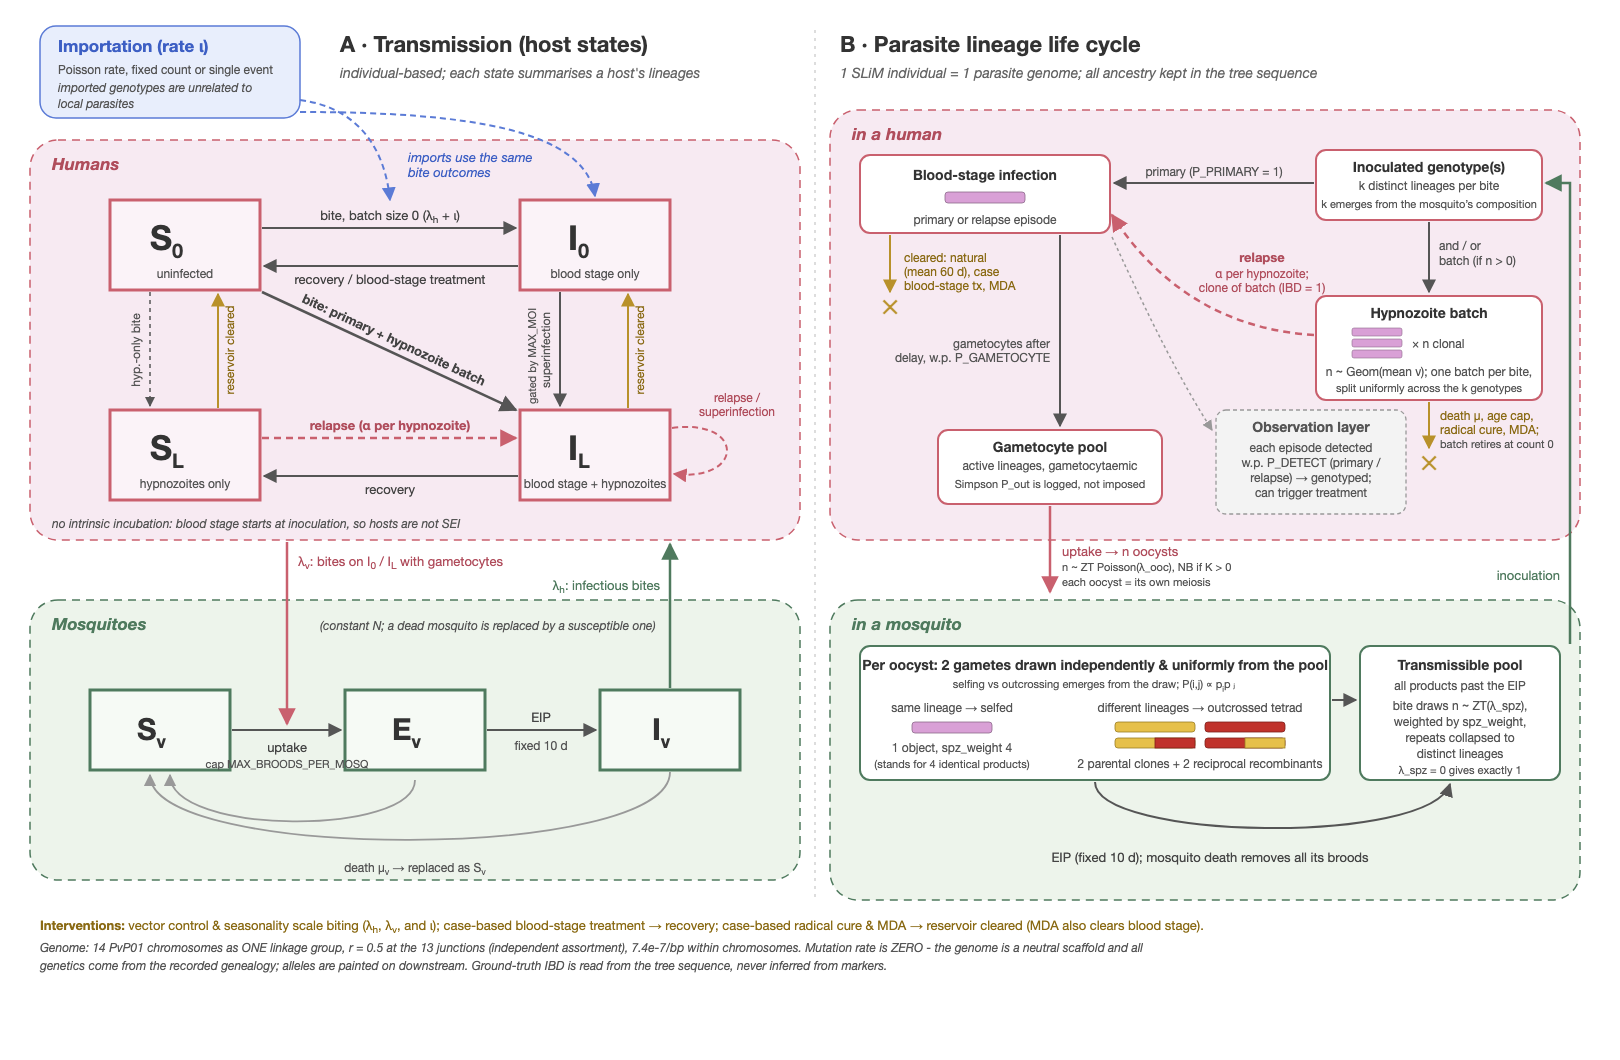 Importation (rate ι)
Poisson rate, fixed count or single event
imported genotypes are unrelated to
local parasites
A · Transmission (host states)
individual-based; each state summarises a host's lineages
Humans
imports use the same
bite outcomes
S0
uninfected
bite, batch size 0 (λh + ι)
I0
blood stage only
recovery / blood-stage treatment
hyp.-only bite
reservoir cleared
bite: primary + hypnozoite batch
gated by MAX_MOI
superinfection
reservoir cleared
relapse /
superinfection
SL
hypnozoites only
relapse (α per hypnozoite)
IL
blood stage + hypnozoites
recovery
no intrinsic incubation: blood stage starts at inoculation, so hosts are not SEI
λv: bites on I0 / IL with gametocytes
λh: infectious bites
Mosquitoes
(constant N; a dead mosquito is replaced by a susceptible one)
Sv
uptake
cap MAX_BROODS_PER_MOSQ
Ev
EIP
fixed 10 d
Iv
death μv → replaced as Sv
B · Parasite lineage life cycle
1 SLiM individual = 1 parasite genome; all ancestry kept in the tree sequence
in a human
Blood-stage infection
primary or relapse episode
primary (P_PRIMARY = 1)
Inoculated genotype(s)
k distinct lineages per bite
k emerges from the mosquito's composition
cleared: natural
(mean 60 d), case
blood-stage tx, MDA
relapse
α per hypnozoite;
clone of batch (IBD = 1)
and / or
batch (if n > 0)
Hypnozoite batch
× n clonal
n ~ Geom(mean ν); one batch per bite,
split uniformly across the k genotypes
gametocytes after
delay, w.p. P_GAMETOCYTE
death μ, age cap,
radical cure, MDA;
batch retires at count 0
Gametocyte pool
active lineages, gametocytaemic
Simpson P_out is logged, not imposed
Observation layer
each episode detected
w.p. P_DETECT (primary /
relapse) → genotyped;
can trigger treatment
uptake → n oocysts
n ~ ZT Poisson(λ_ooc), NB if K > 0
each oocyst = its own meiosis
inoculation
in a mosquito
Per oocyst: 2 gametes drawn independently & uniformly from the pool
selfing vs outcrossing emerges from the draw; P(i,j) ∝ pip j
same lineage → selfed
1 object, spz_weight 4
(stands for 4 identical products)
different lineages → outcrossed tetrad
2 parental clones + 2 reciprocal recombinants
Transmissible pool
all products past the EIP
bite draws n ~ ZT(λ_spz),
weighted by spz_weight,
repeats collapsed to
distinct lineages
λ_spz = 0 gives exactly 1
EIP (fixed 10 d); mosquito death removes all its broods
Interventions: vector control & seasonality scale biting (λh, λv, and ι); case-based blood-stage treatment → recovery; case-based radical cure & MDA → reservoir cleared (MDA also clears blood stage).
Genome: 14 PvP01 chromosomes as ONE linkage group, r = 0.5 at the 13 junctions (independent assortment), 7.4e-7/bp within chromosomes. Mutation rate is ZERO - the genome is a neutral scaffold and all
genetics come from the recorded genealogy; alleles are painted on downstream. Ground-truth IBD is read from the tree sequence, never inferred from markers.